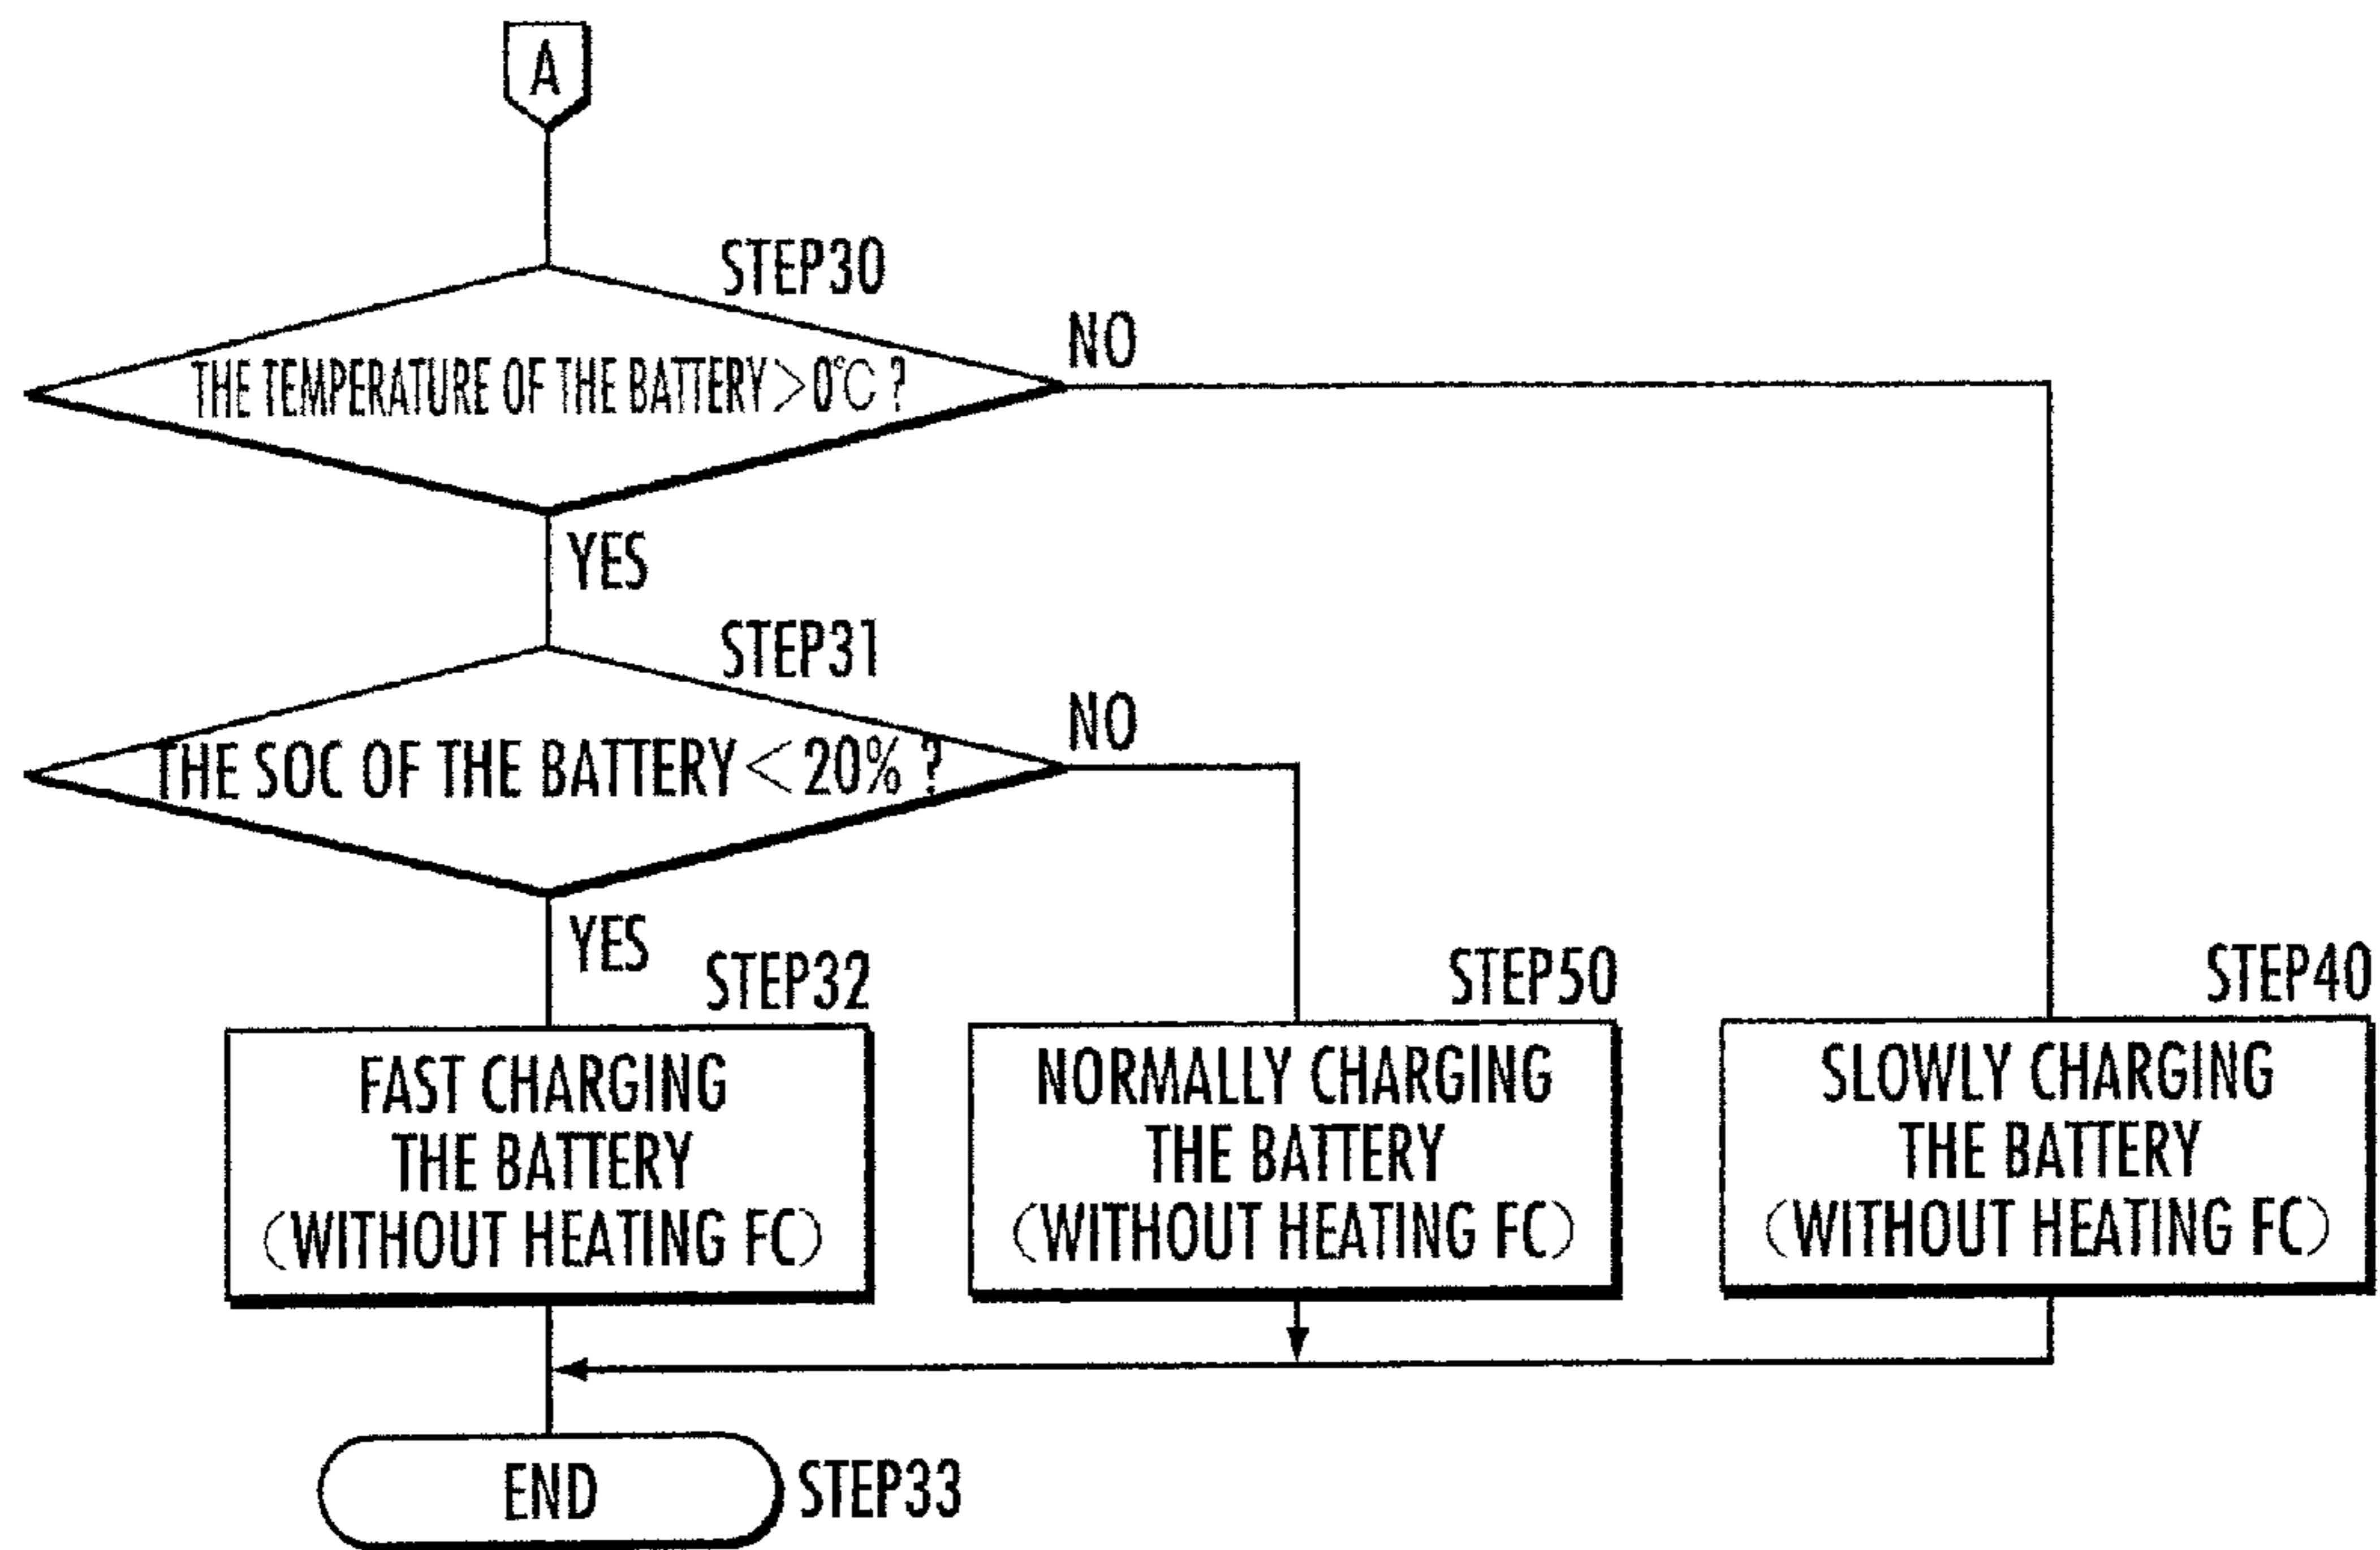 A
STEP30
THE TEMPERATURE OF THE BATTERY>0℃ ?
NO
YES
STEP31
THE SOC OF THE BATTERY<20% ?
NO
YES
STEP32
FAST CHARGING
THE BATTERY
(WITHOUT HEATING FC)
STEP50
NORMALLY CHARGING
THE BATTERY
(WITHOUT HEATING FC)
STEP40
SLOWLY CHARGING
THE BATTERY
(WITHOUT HEATING FC)
END
STEP33